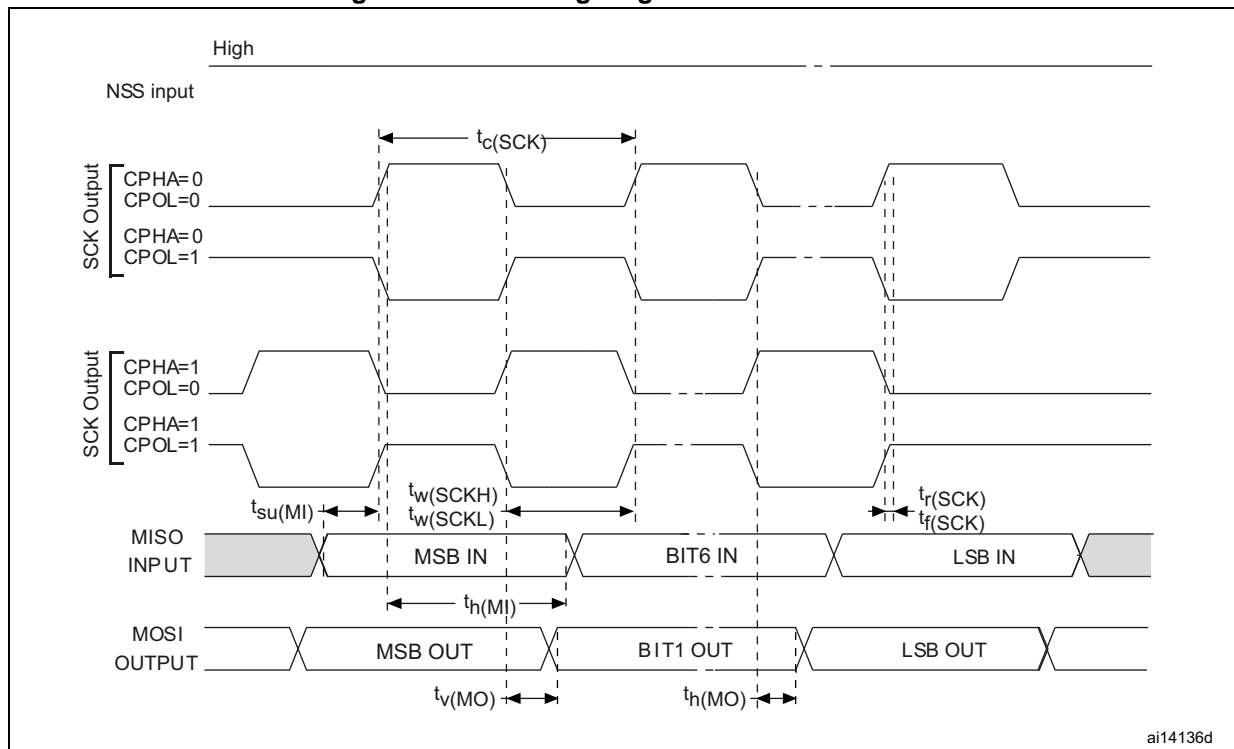 High
NSS input
tc(SCK)
SCK Output
CPHA=0
CPOL=0
CPHA=0
CPOL=1
SCK Output
CPHA=1
CPOL=0
CPHA=1
CPOL=1
tsu(MI)
tw(SCKH)
tw(SCKL)
tr(SCK)
tf(SCK)
MISO
INPUT
MSB IN
BIT6 IN
LSB IN
th(MI)
MOSI
OUTPUT
MSB OUT
BIT1 OUT
LSB OUT
tv(MO)
th(MO)
ai14136d